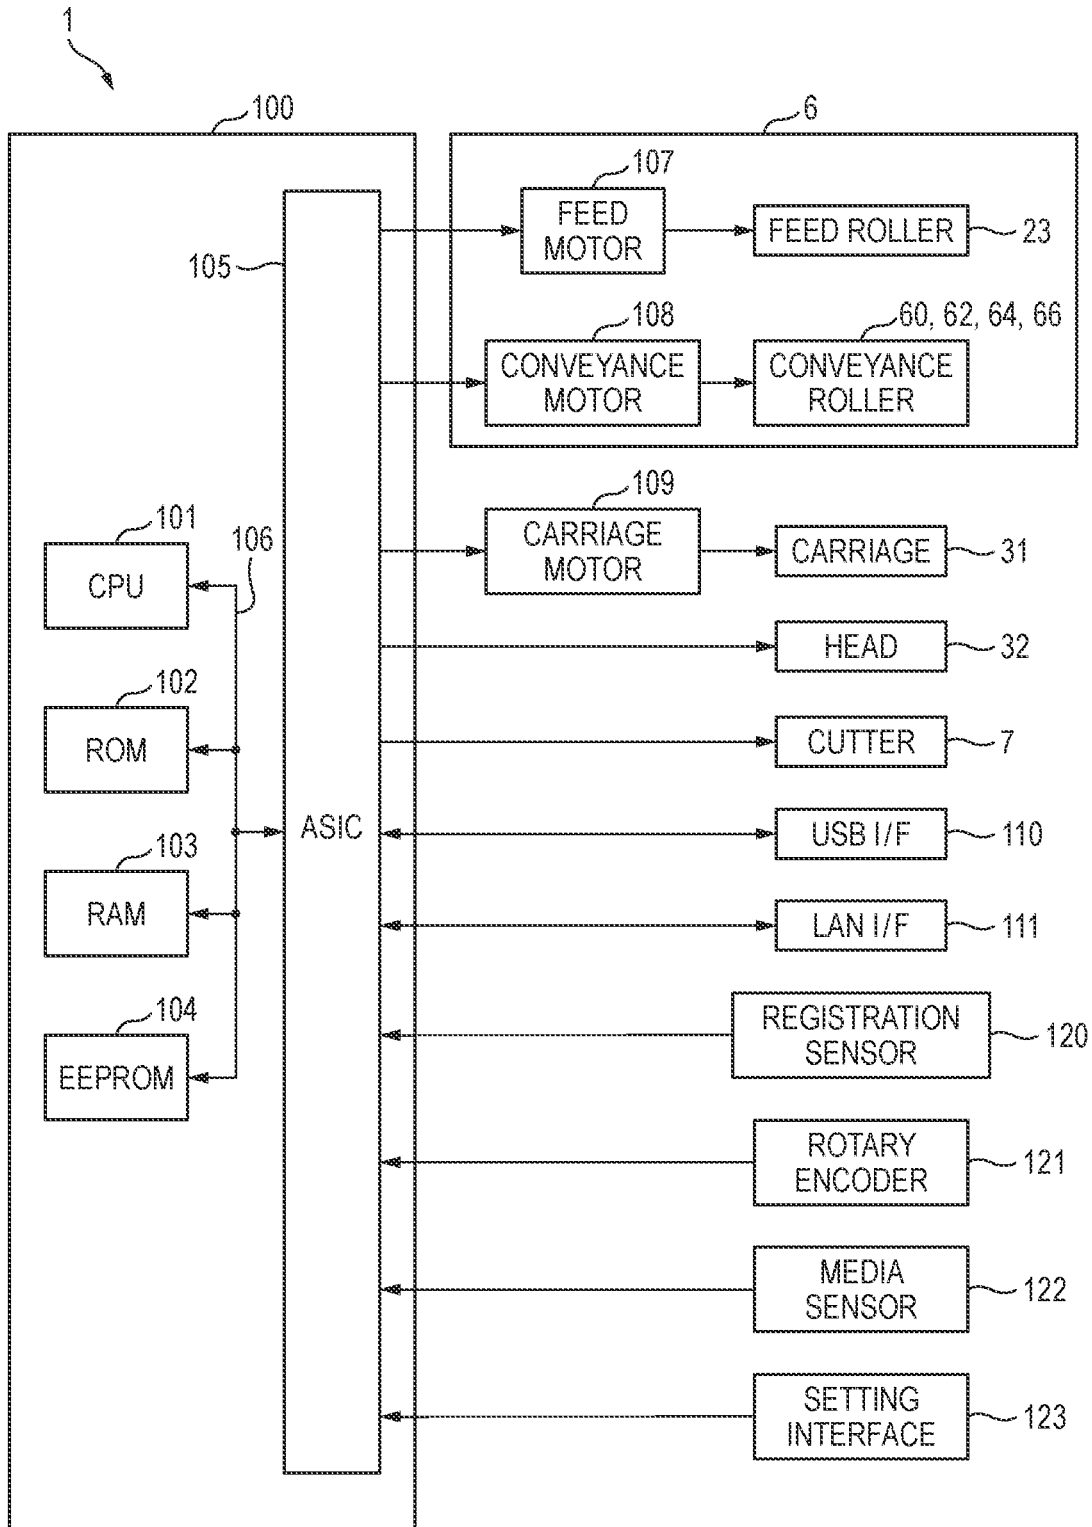 1
100
6
107
FEED
MOTOR
FEED ROLLER
23
105
108
60, 62, 64, 66
CONVEYANCE
MOTOR
CONVEYANCE
ROLLER
109
CARRIAGE
MOTOR
CARRIAGE
31
101
106
CPU
HEAD
32
102
ROM
CUTTER
7
ASIC
USB I/F
110
103
RAM
LAN I/F
111
104
EEPROM
REGISTRATION
SENSOR
120
ROTARY
ENCODER
121
MEDIA
SENSOR
122
SETTING
INTERFACE
123